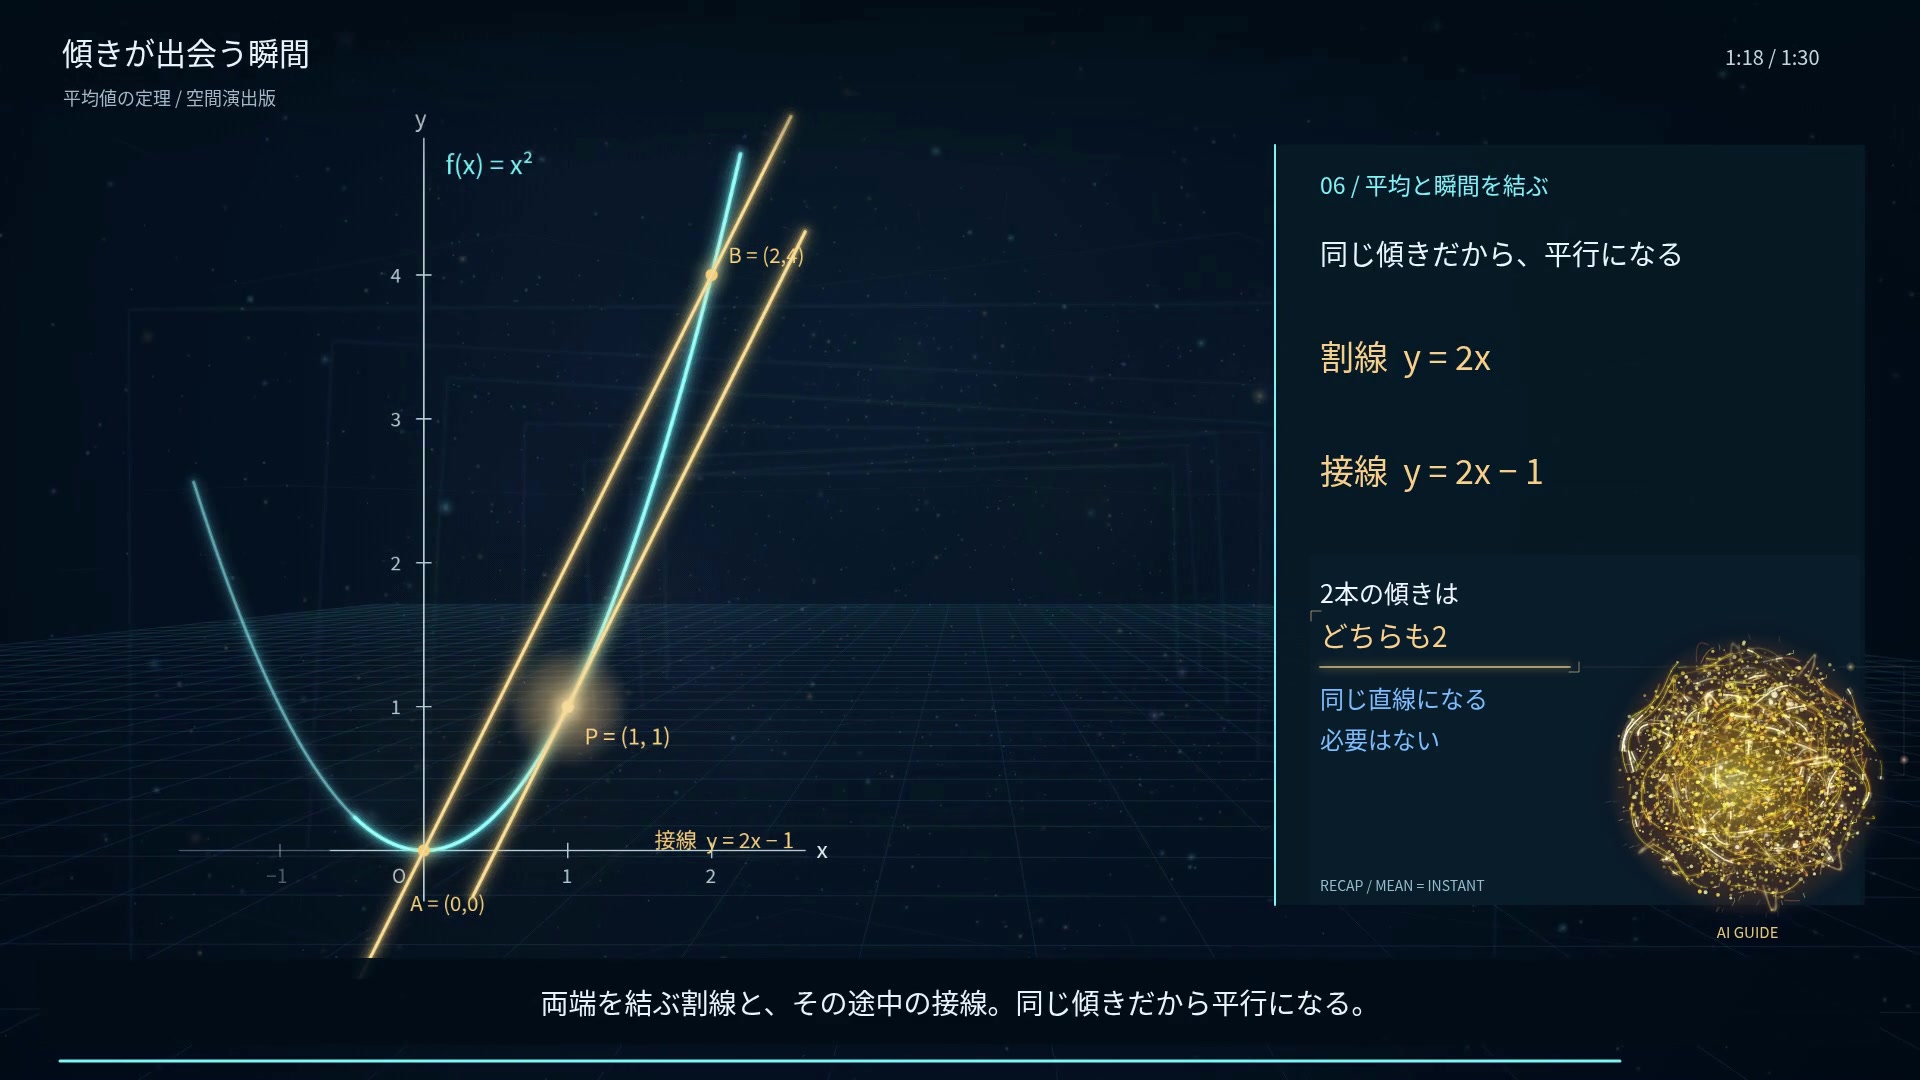 傾きが出会う瞬間
平均値の定理 / 空間演出版
1:18 / 1:30
y
f(x) = x²
B = (2,4)
4
3
2
1
P = (1, 1)
接線 y = 2x − 1
x
−1
O
1
2
A = (0,0)
06 / 平均と瞬間を結ぶ
同じ傾きだから、平行になる
割線 y = 2x
接線 y = 2x − 1
2本の傾きは
どちらも2
同じ直線になる
必要はない
RECAP / MEAN = INSTANT
AI GUIDE
両端を結ぶ割線と、その途中の接線。同じ傾きだから平行になる。